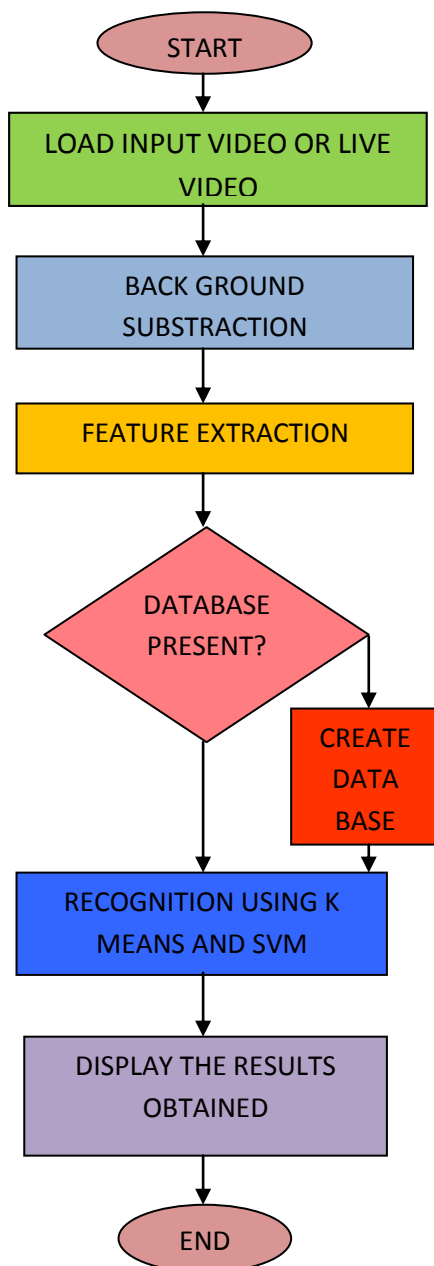 START
LOAD INPUT VIDEO OR LIVE
VIDEO
BACK GROUND
SUBSTRACTION
FEATURE EXTRACTION
DATABASE
PRESENT?
CREATE
DATA
BASE
RECOGNITION USING K
MEANS AND SVM
DISPLAY THE RESULTS
OBTAINED
END